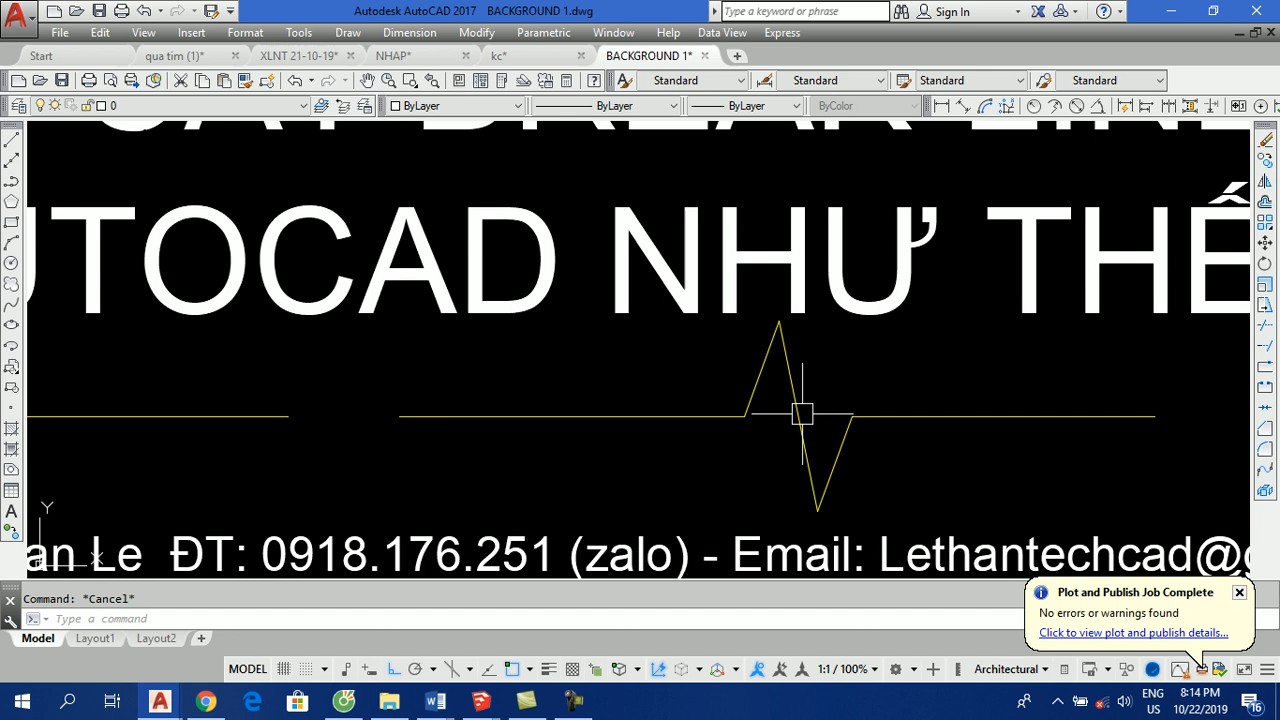 Autodesk AutoCAD 2017 BACKGROUND 1.dwg
Type a keyword or phrase
Sign In
File Edit View Insert Format Tools Draw Dimension Modify Parametric Window Help Data View Express
Start qua tim (1)* XLNT 21-10-19* NHAP* kc* BACKGROUND 1*
Standard Standard Standard Standard
0 ByLayer ByLayer ByLayer ByColor
UTOCAD NHƯ THẾ
an Le ĐT: 0918.176.251 (zalo) - Email: Lethantechcad@g
Y
X
Command: *Cancel*
Type a command
Plot and Publish Job Complete
No errors or warnings found
Click to view plot and publish details...
Model Layout1 Layout2
MODEL 1:1 / 100% Architectural
ENG
US
8:14 PM
10/22/2019
16